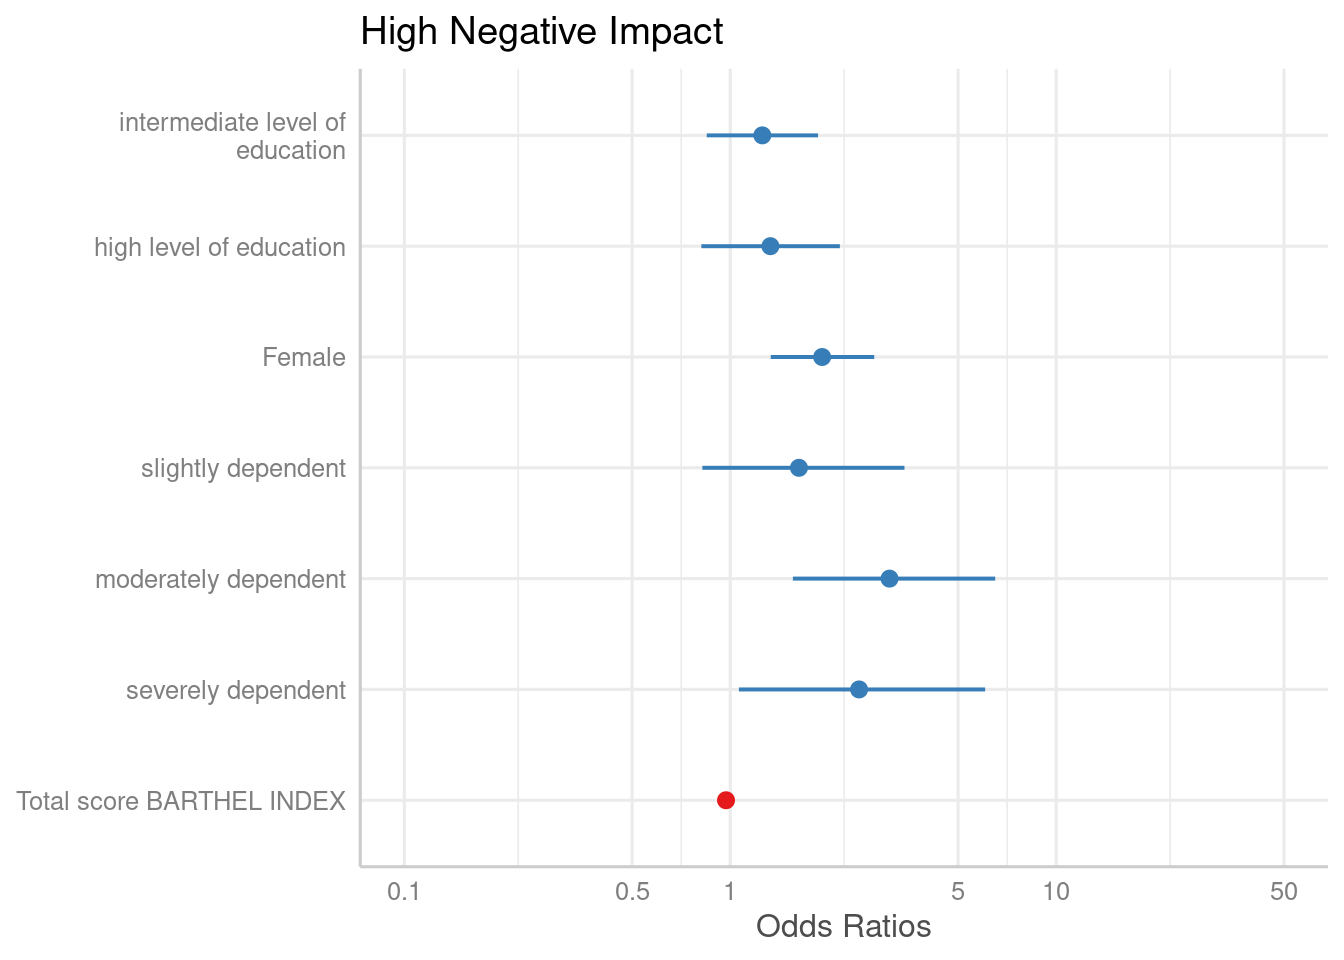 High Negative Impact
intermediate level of
education
high level of education
Female
slightly dependent
moderately dependent
severely dependent
Total score BARTHEL INDEX
0.1 0.5 1 5 10 50
Odds Ratios